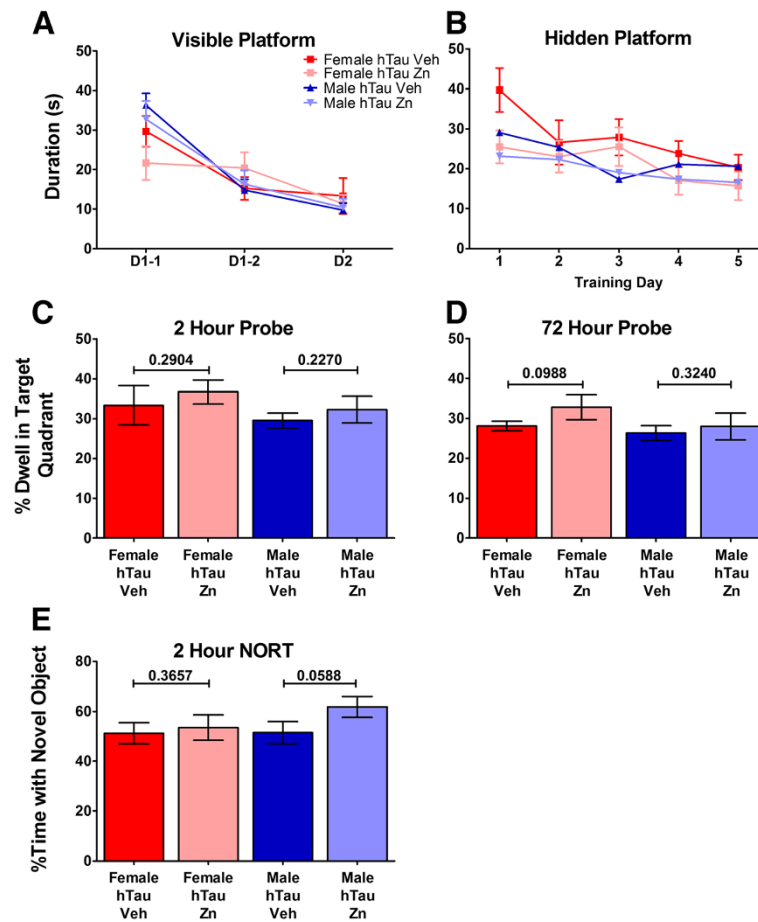 A
Visible Platform
Duration (s)
50
40
30
20
10
0
D1-1
D1-2
D2
Female hTau Veh
Female hTau Zn
Male hTau Veh
Male hTau Zn
B
Hidden Platform
50
40
30
20
10
0
1
2
3
4
5
Training Day
C
2 Hour Probe
% Dwell in Target
Quadrant
50
40
30
20
10
0
0.2904
0.2270
Female
hTau
Veh
Female
hTau
Zn
Male
hTau
Veh
Male
hTau
Zn
D
72 Hour Probe
50
40
30
20
10
0
0.0988
0.3240
Female
hTau
Veh
Female
hTau
Zn
Male
hTau
Veh
Male
hTau
Zn
E
2 Hour NORT
%Time with Novel Object
80
60
40
20
0
0.3657
0.0588
Female
hTau
Veh
Female
hTau
Zn
Male
hTau
Veh
Male
hTau
Zn